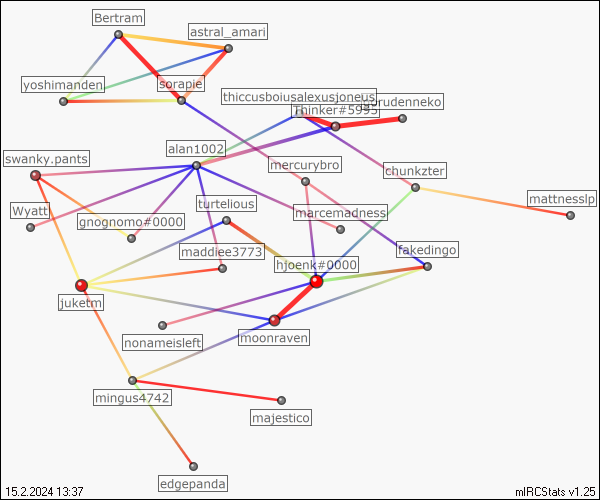 Bertram
astral_amari
yoshimanden
sorapie
thiccusboiusalexusjoneus
Thinker#5995
alan1002
swanky.pants
mercurybro
chunkzter
mattnesslp
Wyatt
gnognomo#0000
turtelious
marcemadness
maddiee3773
hjoenk#0000
fakedingo
juketm
nonameisleft
moonraven
mingus4742
majestico
edgepanda
15.2.2024 13:37
mIRCStats v1.25